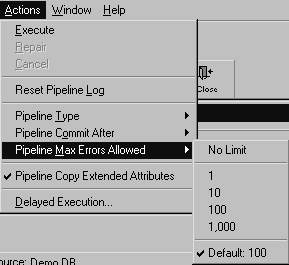 Actions Window Help
Execute
Repair
Cancel
Close
Reset Pipeline Log
Pipeline Type
Pipeline Commit After
Pipeline Max Errors Allowed
No Limit
Pipeline Copy Extended Attributes
1
10
Delayed Execution...
100
1,000
Default: 100
ource: Demo DB